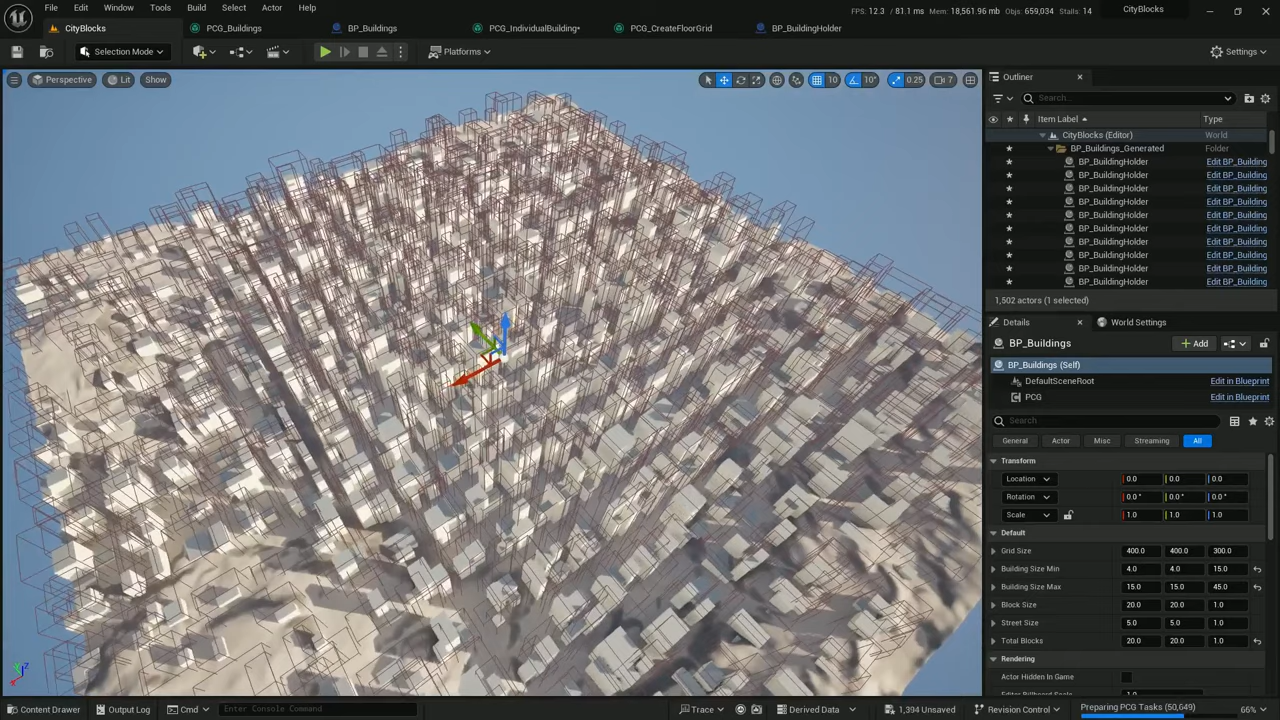 File Edit Window Tools Build Select Actor Help
FPS: 12.3 / 81.1 ms Mem: 18,561.96 mb Objs: 659,034 Stalls: 14 CityBlocks
CityBlocks PCG_Buildings BP_Buildings PCG_IndividualBuilding* PCG_CreateFloorGrid BP_BuildingHolder
Selection Mode Platforms Settings
Perspective Lit Show 10 10° 0.25 7
Outliner
Search...
Item Label Type
CityBlocks (Editor) World
BP_Buildings_Generated Folder
BP_BuildingHolder Edit BP_Building
BP_BuildingHolder Edit BP_Building
BP_BuildingHolder Edit BP_Building
BP_BuildingHolder Edit BP_Building
BP_BuildingHolder Edit BP_Building
BP_BuildingHolder Edit BP_Building
BP_BuildingHolder Edit BP_Building
BP_BuildingHolder Edit BP_Building
BP_BuildingHolder Edit BP_Building
BP_BuildingHolder Edit BP_Building
1,502 actors (1 selected)
Details World Settings
BP_Buildings Add
BP_Buildings (Self)
DefaultSceneRoot Edit in Blueprint
PCG Edit in Blueprint
Search
General Actor Misc Streaming All
Transform
Location 0.0 0.0 0.0
Rotation 0.0 ° 0.0 ° 0.0 °
Scale 1.0 1.0 1.0
Default
Grid Size 400.0 400.0 300.0
Building Size Min 4.0 4.0 15.0
Building Size Max 15.0 15.0 45.0
Block Size 20.0 20.0 1.0
Street Size 5.0 5.0 1.0
Total Blocks 20.0 20.0 1.0
Rendering
Actor Hidden In Game
Editor Billboard Scale 1.0
Content Drawer Output Log Cmd Enter Console Command Trace Derived Data 1,394 Unsaved Revision Control Preparing PCG Tasks (50,649) 66%